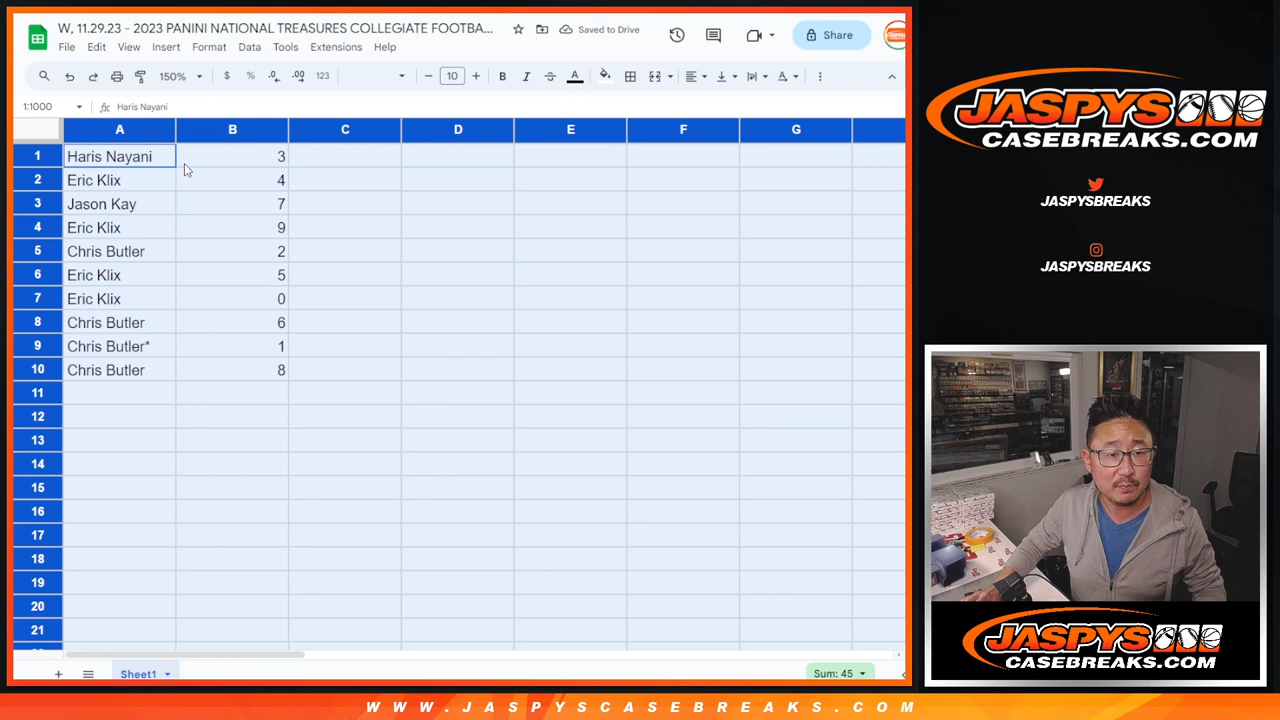 W, 11.29.23 - 2023 PANINI NATIONAL TREASURES COLLEGIATE FOOTBA...
Saved to Drive
Share
File Edit View Insert Format Data Tools Extensions Help
150% $ % .0 .00 123 10 B I A
1:1000 fx Haris Nayani
A B C D E F G
1 Haris Nayani 3
2 Eric Klix 4
3 Jason Kay 7
4 Eric Klix 9
5 Chris Butler 2
6 Eric Klix 5
7 Eric Klix 0
8 Chris Butler 6
9 Chris Butler* 1
10 Chris Butler 8
11
12
13
14
15
16
17
18
19
20
21
Sheet1
Sum: 45
JASPYS
CASEBREAKS.COM
JASPYSBREAKS
JASPYSBREAKS
JASPYS
CASEBREAKS.COM
WWW.JASPYSCASEBREAKS.COM